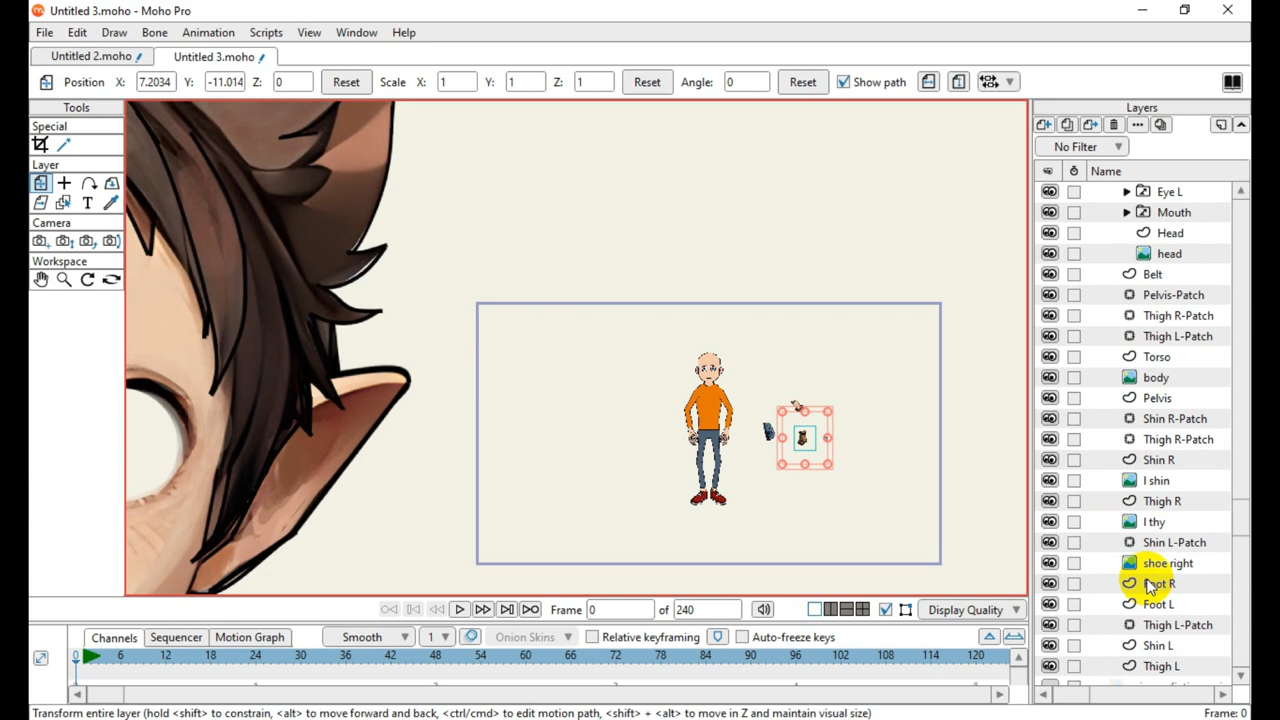 Untitled 3.moho - Moho Pro
File Edit Draw Bone Animation Scripts View Window Help
Untitled 2.moho Untitled 3.moho
Position X: 7.2034 Y: -11.014 Z: 0 Reset Scale X: 1 Y: 1 Z: 1 Reset Angle: 0 Reset Show path
Tools
Special
Layer
T
Camera
Workspace
Layers
No Filter
Name
Eye L
Mouth
Head
head
Belt
Pelvis-Patch
Thigh R-Patch
Thigh L-Patch
Torso
body
Pelvis
Shin R-Patch
Thigh R-Patch
Shin R
l shin
Thigh R
l thy
Shin L-Patch
shoe right
Foot R
Foot L
Thigh L-Patch
Shin L
Thigh L
Frame 0 of 240 Display Quality
Channels Sequencer Motion Graph Smooth 1 Onion Skins Relative keyframing Auto-freeze keys
0 6 12 18 24 30 36 42 48 54 60 66 72 78 84 90 96 102 108 114 120
Transform entire layer (hold <shift> to constrain, <alt> to move forward and back, <ctrl/cmd> to edit motion path, <shift> + <alt> to move in Z and maintain visual size) Frame: 0